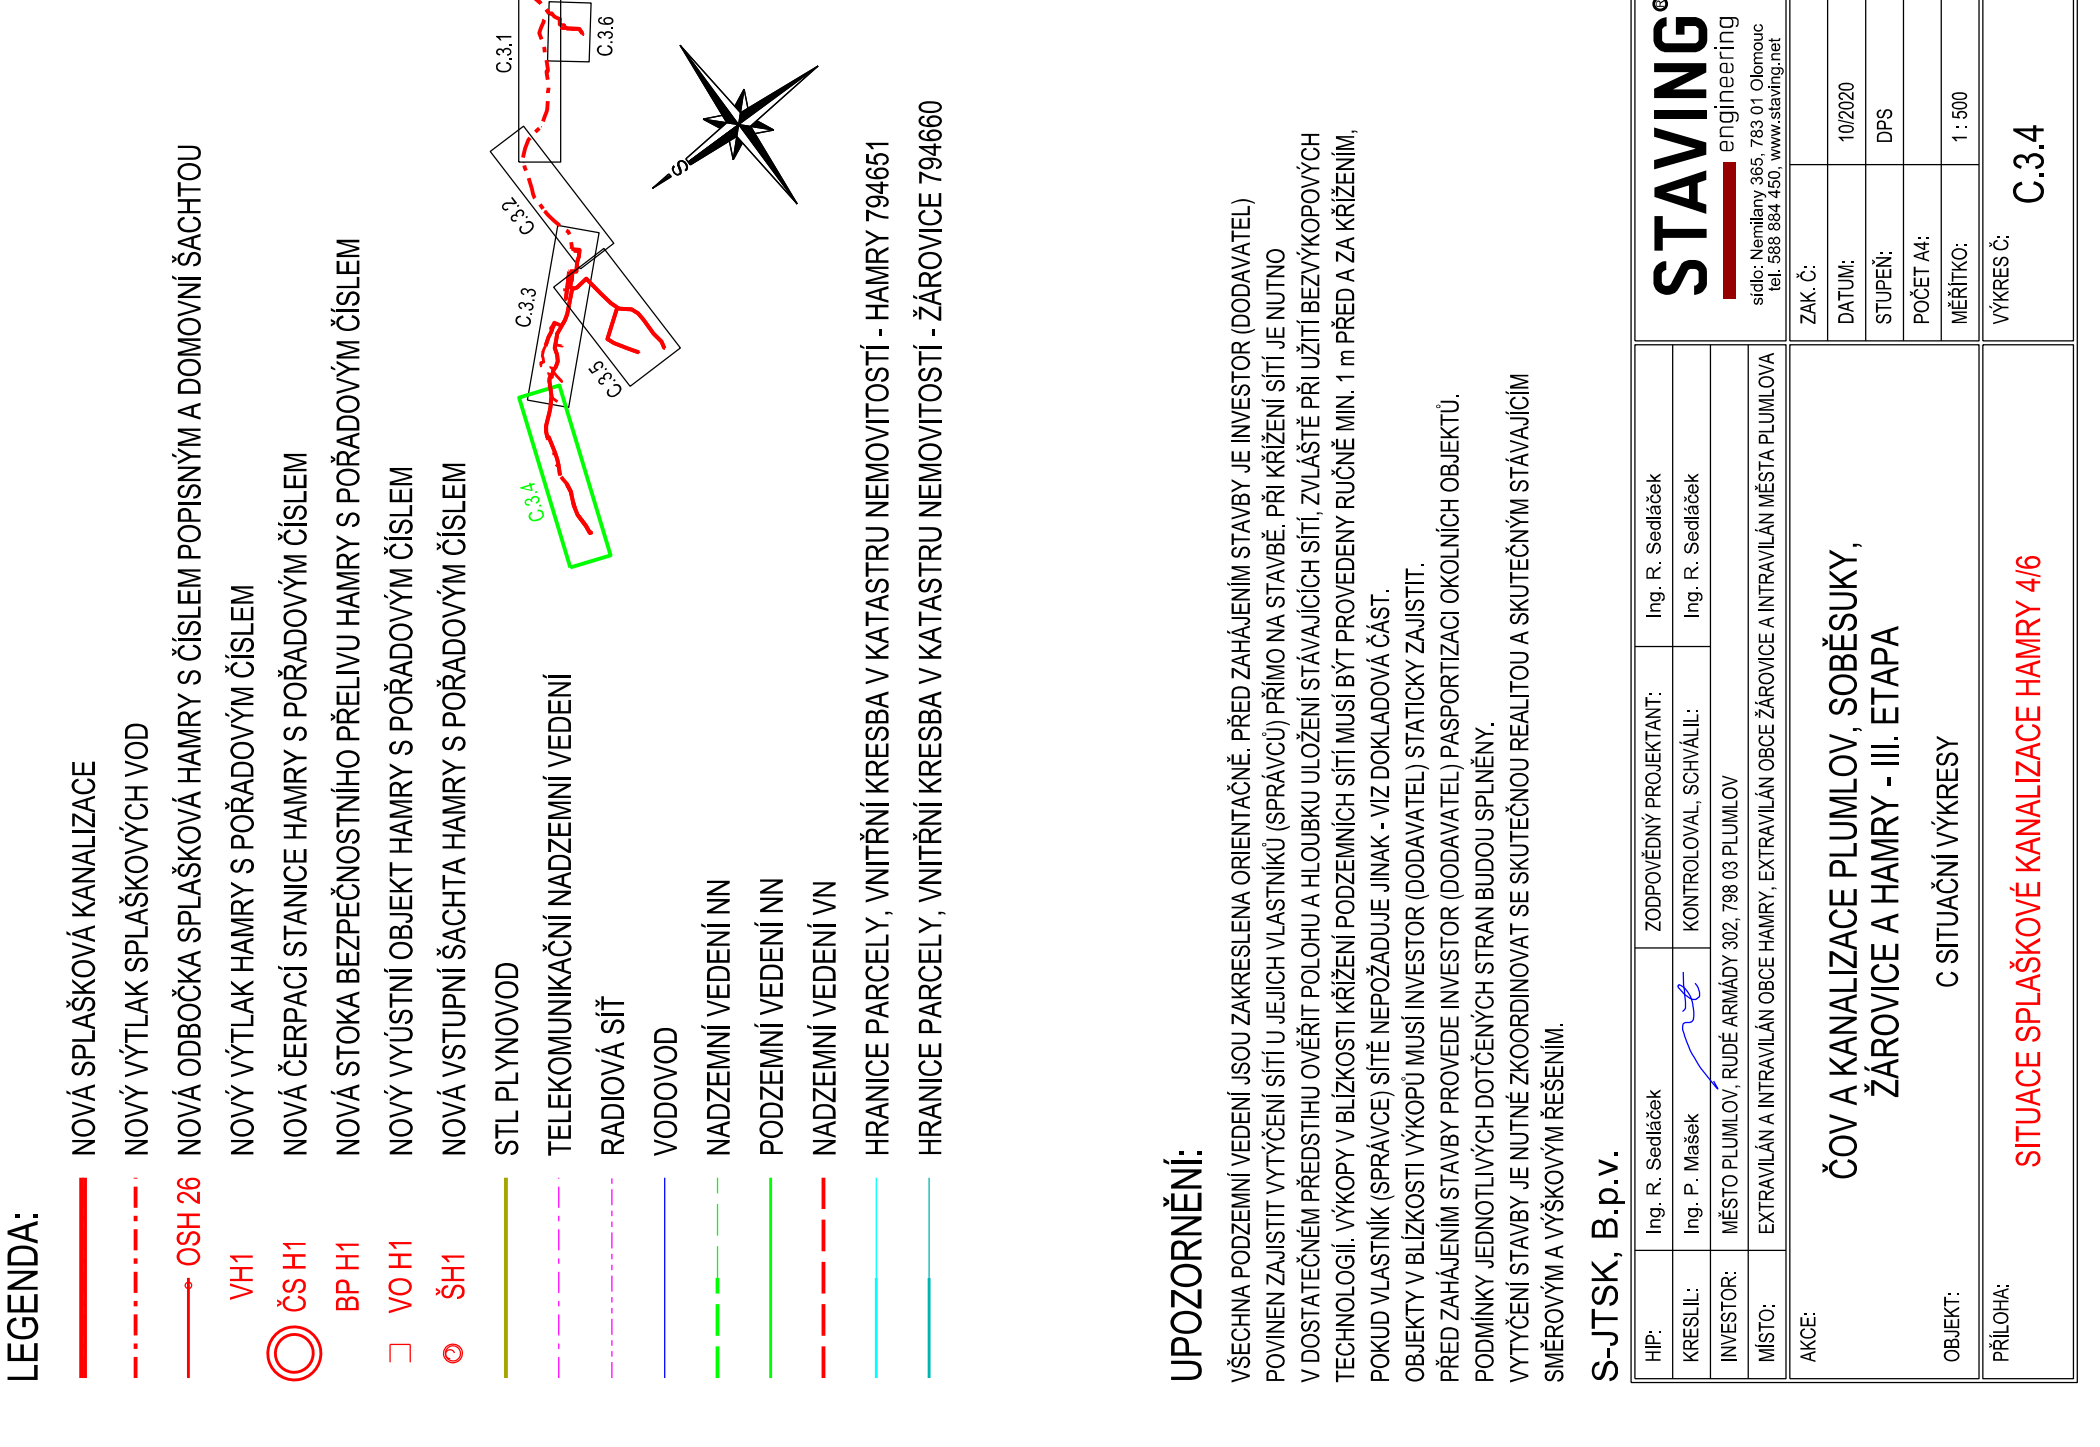 LEGENDA:
NOVÁ SPLAŠKOVÁ KANALIZACE
NOVÝ VÝTLAK SPLAŠKOVÝCH VOD
OSH 26 NOVÁ ODBOČKA SPLAŠKOVÁ HAMRY S ČÍSLEM POPISNÝM A DOMOVNÍ ŠACHTOU
VH1 NOVÝ VÝTLAK HAMRY S POŘADOVÝM ČÍSLEM
ČS H1 NOVÁ ČERPACÍ STANICE HAMRY S POŘADOVÝM ČÍSLEM
BP H1 NOVÁ STOKA BEZPEČNOSTNÍHO PŘELIVU HAMRY S POŘADOVÝM ČÍSLEM
VO H1 NOVÝ VYÚSTNÍ OBJEKT HAMRY S POŘADOVÝM ČÍSLEM
ŠH1 NOVÁ VSTUPNÍ ŠACHTA HAMRY S POŘADOVÝM ČÍSLEM
STL PLYNOVOD
TELEKOMUNIKAČNÍ NADZEMNÍ VEDENÍ
RADIOVÁ SÍŤ
VODOVOD
NADZEMNÍ VEDENÍ NN
PODZEMNÍ VEDENÍ NN
NADZEMNÍ VEDENÍ VN
HRANICE PARCELY, VNITŘNÍ KRESBA V KATASTRU NEMOVITOSTÍ - HAMRY 794651
HRANICE PARCELY, VNITŘNÍ KRESBA V KATASTRU NEMOVITOSTÍ - ŽÁROVICE 794660
C.3.4
C.3.3
C.3.5
C.3.2
C.3.1
C.3.6
S
UPOZORNĚNÍ:
VŠECHNA PODZEMNÍ VEDENÍ JSOU ZAKRESLENA ORIENTAČNĚ. PŘED ZAHÁJENÍM STAVBY JE INVESTOR (DODAVATEL)
POVINEN ZAJISTIT VYTÝČENÍ SÍTÍ U JEJICH VLASTNÍKŮ (SPRÁVCŮ) PŘÍMO NA STAVBĚ. PŘI KŘÍŽENÍ SÍTÍ JE NUTNO
V DOSTATEČNÉM PŘEDSTIHU OVĚŘIT POLOHU A HLOUBKU ULOŽENÍ STÁVAJÍCÍCH SÍTÍ, ZVLÁŠTĚ PŘI UŽITÍ BEZVÝKOPOVÝCH
TECHNOLOGIÍ. VÝKOPY V BLÍZKOSTI KŘÍŽENÍ PODZEMNÍCH SÍTÍ MUSÍ BÝT PROVEDENY RUČNĚ MIN. 1 m PŘED A ZA KŘÍŽENÍM,
POKUD VLASTNÍK (SPRÁVCE) SÍTĚ NEPOŽADUJE JINAK - VIZ DOKLADOVÁ ČÁST.
OBJEKTY V BLÍZKOSTI VÝKOPŮ MUSÍ INVESTOR (DODAVATEL) STATICKY ZAJISTIT.
PŘED ZAHÁJENÍM STAVBY PROVEDE INVESTOR (DODAVATEL) PASPORTIZACI OKOLNÍCH OBJEKTŮ.
PODMÍNKY JEDNOTLIVÝCH DOTČENÝCH STRAN BUDOU SPLNĚNY.
VYTYČENÍ STAVBY JE NUTNÉ ZKOORDINOVAT SE SKUTEČNOU REALITOU A SKUTEČNÝM STÁVAJÍCÍM
SMĚROVÝM A VÝŠKOVÝM ŘEŠENÍM.
S-JTSK, B.p.v.
HIP: Ing. R. Sedláček ZODPOVĚDNÝ PROJEKTANT: Ing. R. Sedláček
KRESLIL: Ing. P. Mašek KONTROLOVAL, SCHVÁLIL: Ing. R. Sedláček
INVESTOR: MĚSTO PLUMLOV, RUDÉ ARMÁDY 302, 798 03 PLUMLOV
MÍSTO: EXTRAVILÁN A INTRAVILÁN OBCE HAMRY, EXTRAVILÁN OBCE ŽÁROVICE A INTRAVILÁN MĚSTA PLUMLOVA
STAVING®
engineering
sídlo: Nemilany 365, 783 01 Olomouc
tel. 588 884 450, www.staving.net
AKCE:
ČOV A KANALIZACE PLUMLOV, SOBĚSUKY,
ŽÁROVICE A HAMRY - III. ETAPA
OBJEKT: C SITUAČNÍ VÝKRESY
ZAK. Č:
DATUM: 10/2020
STUPEŇ: DPS
POČET A4:
MĚŘÍTKO: 1 : 500
PŘÍLOHA:
SITUACE SPLAŠKOVÉ KANALIZACE HAMRY 4/6
VÝKRES Č:
C.3.4